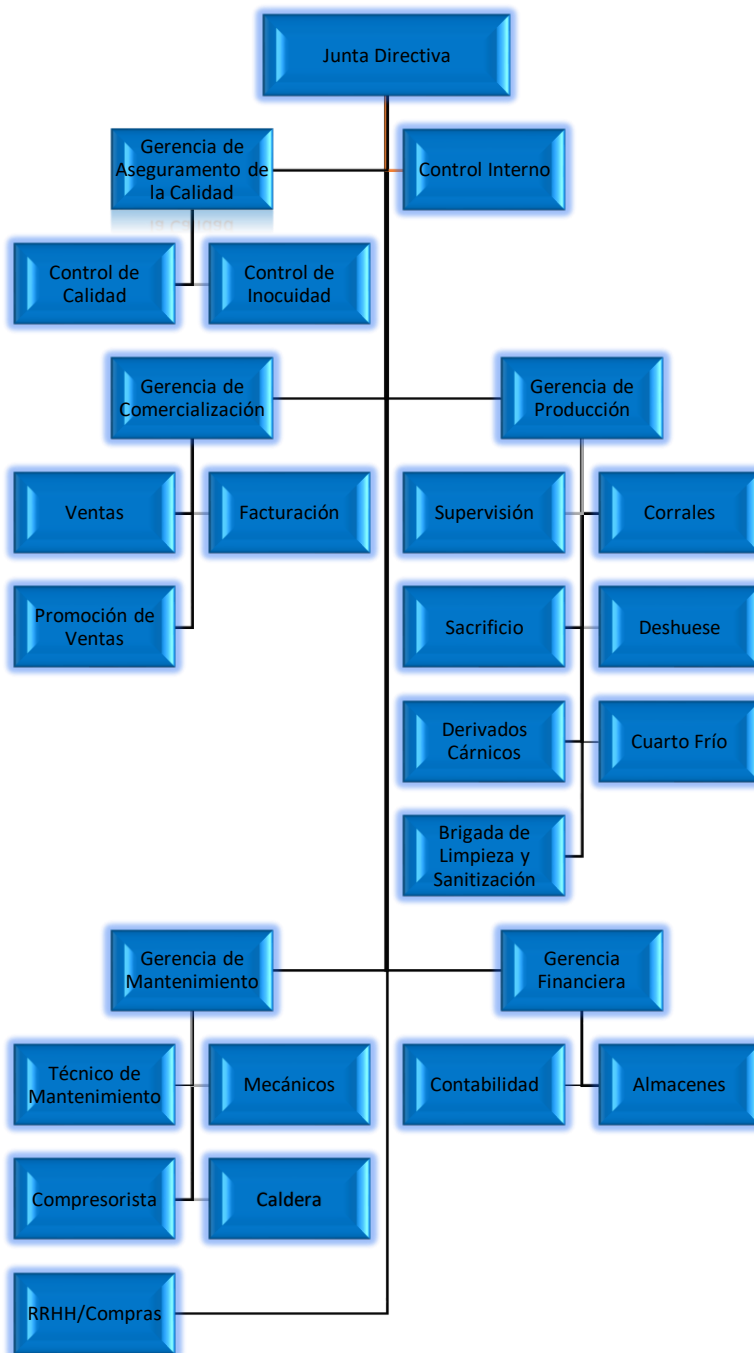 Junta Directiva
Gerencia de
Aseguramento de
la Calidad
Control Interno
Control de
Calidad
Control de
Inocuidad
Gerencia de
Comercialización
Gerencia de
Producción
Ventas
Facturación
Supervisión
Corrales
Promoción de
Ventas
Sacrificio
Deshuese
Derivados
Cárnicos
Cuarto Frío
Brigada de
Limpieza y
Sanitización
Gerencia de
Mantenimiento
Gerencia
Financiera
Técnico de
Mantenimiento
Mecánicos
Contabilidad
Almacenes
Compresorista
Caldera
RRHH/Compras